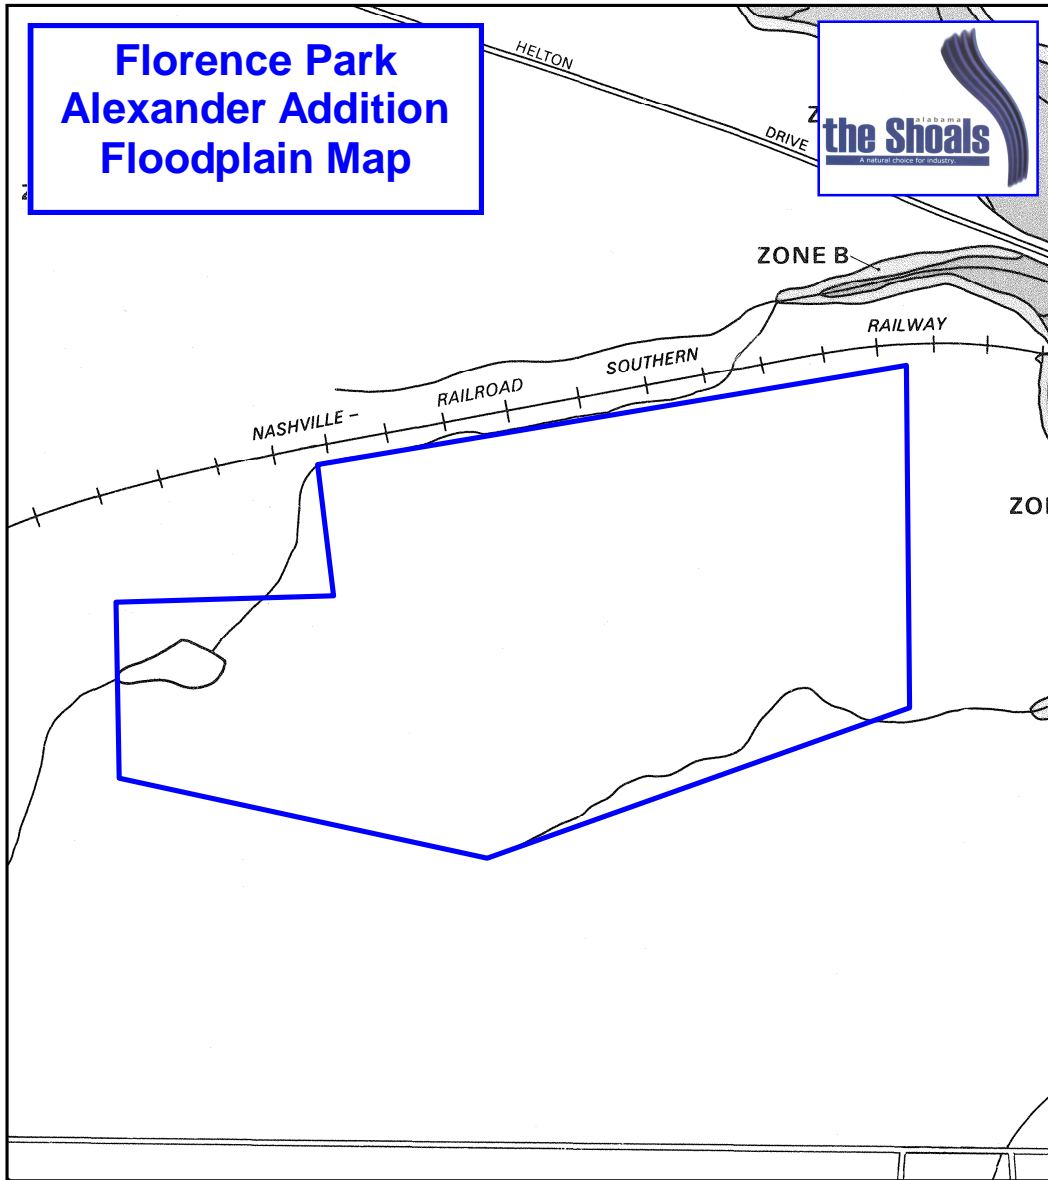 Florence Park
Alexander Addition
Floodplain Map
HELTON
DRIVE
alabama
the Shoals
A natural choice for industry.
ZONE B
NASHVILLE – RAILROAD SOUTHERN RAILWAY